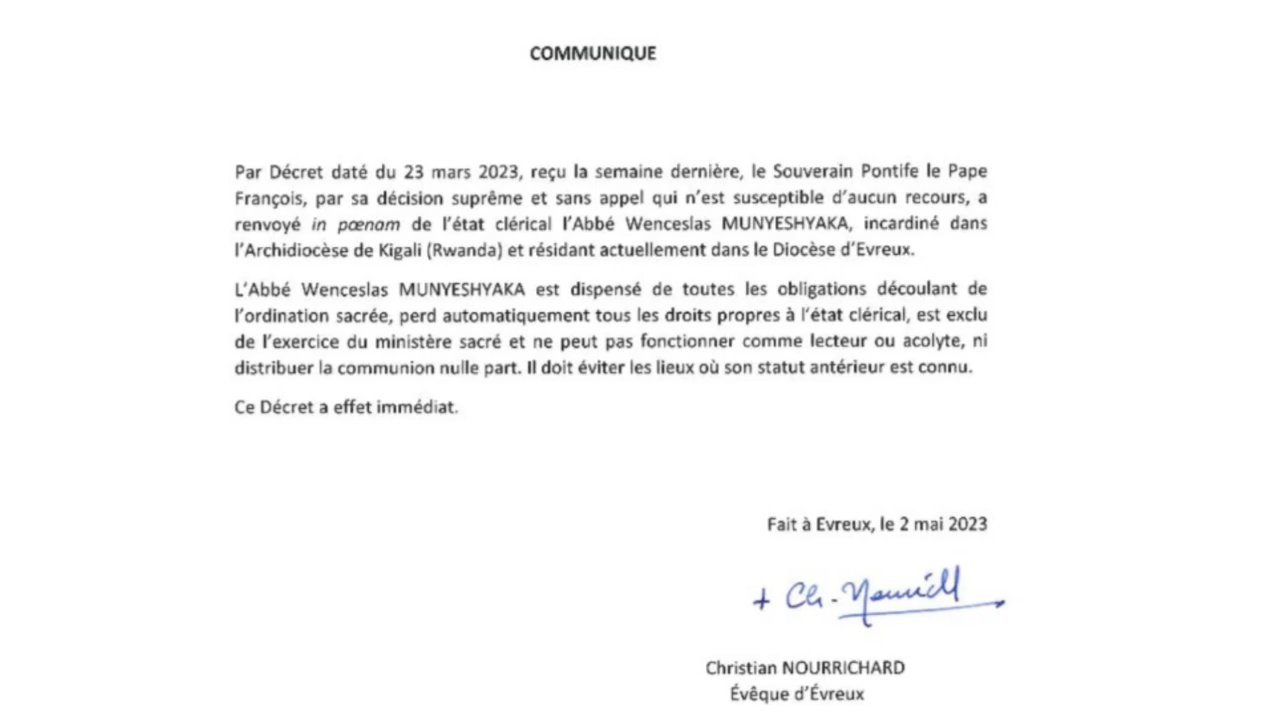 COMMUNIQUE
Par Décret daté du 23 mars 2023, reçu la semaine dernière, le Souverain Pontife le Pape
François, par sa décision suprême et sans appel qui n'est susceptible d'aucun recours, a
renvoyé in pœnam de l'état clérical l'Abbé Wenceslas MUNYESHYAKA, incardiné dans
l'Archidiocèse de Kigali (Rwanda) et résidant actuellement dans le Diocèse d'Evreux.
L'Abbé Wenceslas MUNYESHYAKA est dispensé de toutes les obligations découlant de
l'ordination sacrée, perd automatiquement tous les droits propres à l'état clérical, est exclu
de l'exercice du ministère sacré et ne peut pas fonctionner comme lecteur ou acolyte, ni
distribuer la communion nulle part. Il doit éviter les lieux où son statut antérieur est connu.
Ce Décret a effet immédiat.
Fait à Evreux, le 2 mai 2023
+ Ch.
Christian NOURRICHARD
Évêque d'Évreux